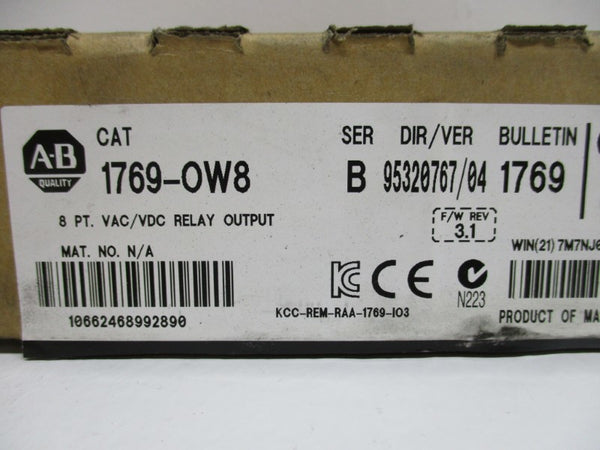 A-B
QUALITY
CAT
1769-OW8
8 PT. VAC/VDC RELAY OUTPUT
MAT. NO. N/A
10662468992890
SER DIR/VER BULLETIN
B 95320767/04 1769
F/W REV
3.1
KCC-REM-RAA-1769-IO3
CE
N223
WIN(21) 7M7NJ6
PRODUCT OF MA